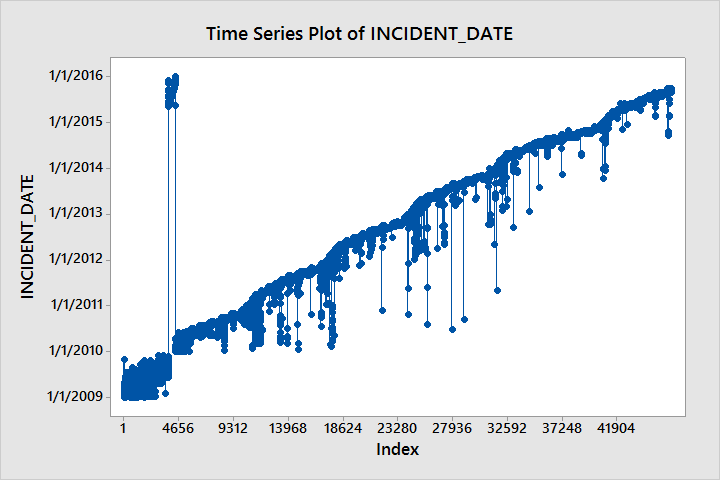 Time Series Plot of INCIDENT_DATE
1/1/2016
1/1/2015
1/1/2014
1/1/2013
1/1/2012
1/1/2011
1/1/2010
1/1/2009
INCIDENT_DATE
1 4656 9312 13968 18624 23280 27936 32592 37248 41904
Index